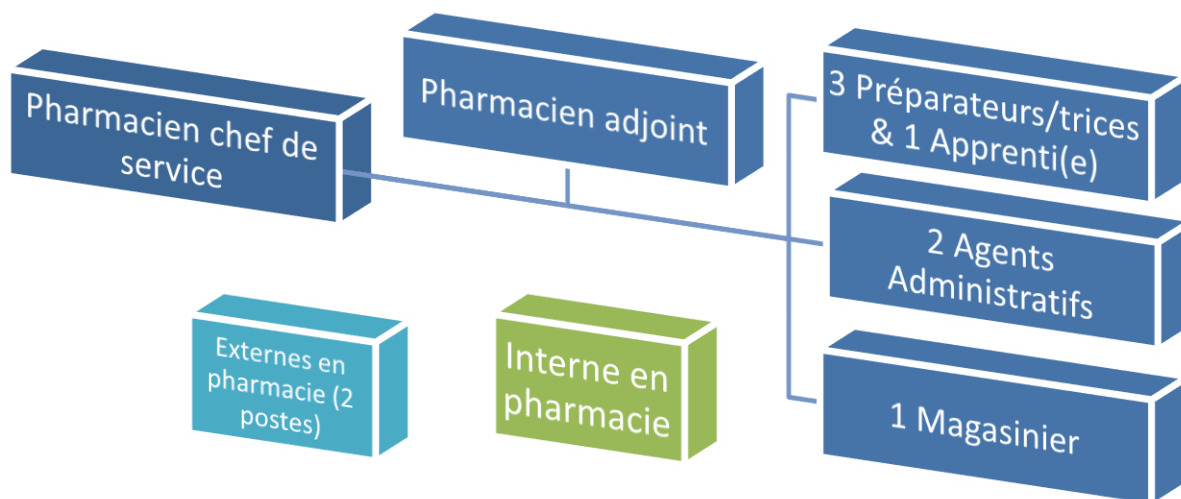 Pharmacien chef de
service
Pharmacien adjoint
3 Préparateurs/trices
& 1 Apprenti(e)
2 Agents
Administratifs
1 Magasinier
Externes en
pharmacie (2
postes)
Interne en
pharmacie